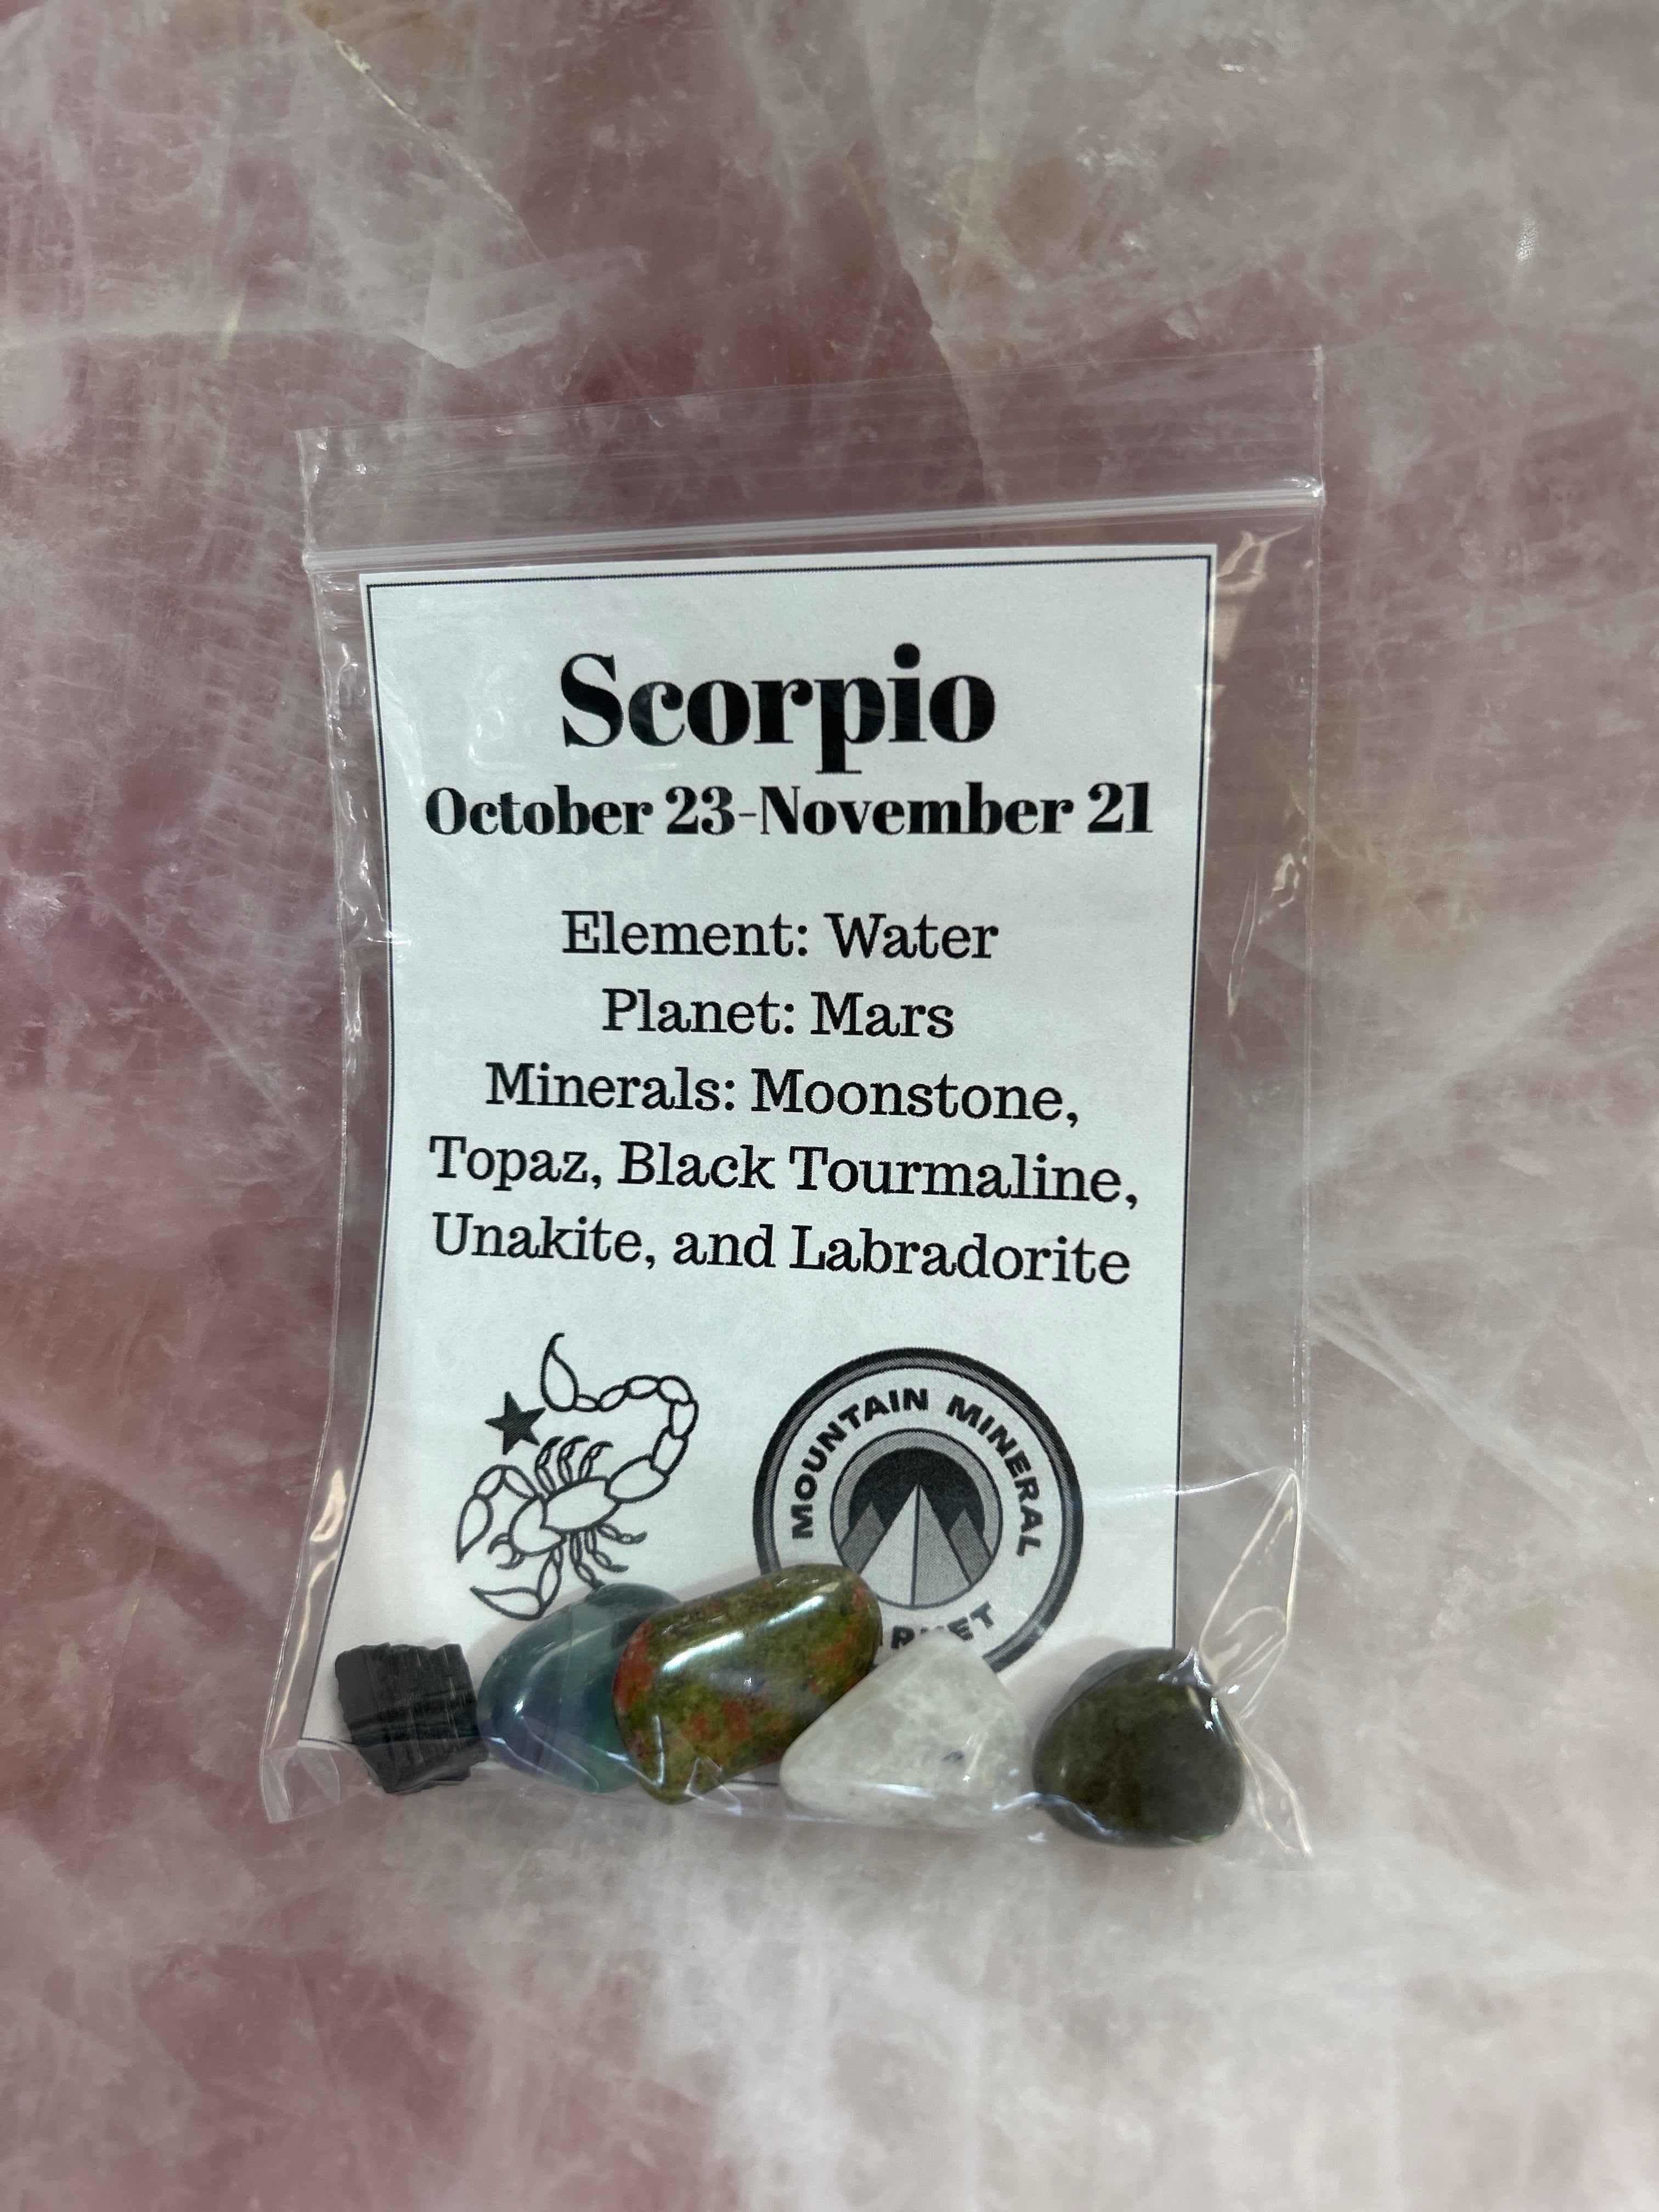 Scorpio
October 23-November 21
Element: Water
Planet: Mars
Minerals: Moonstone,
Topaz, Black Tourmaline,
Unakite, and Labradorite
MOUNTAIN MINERAL